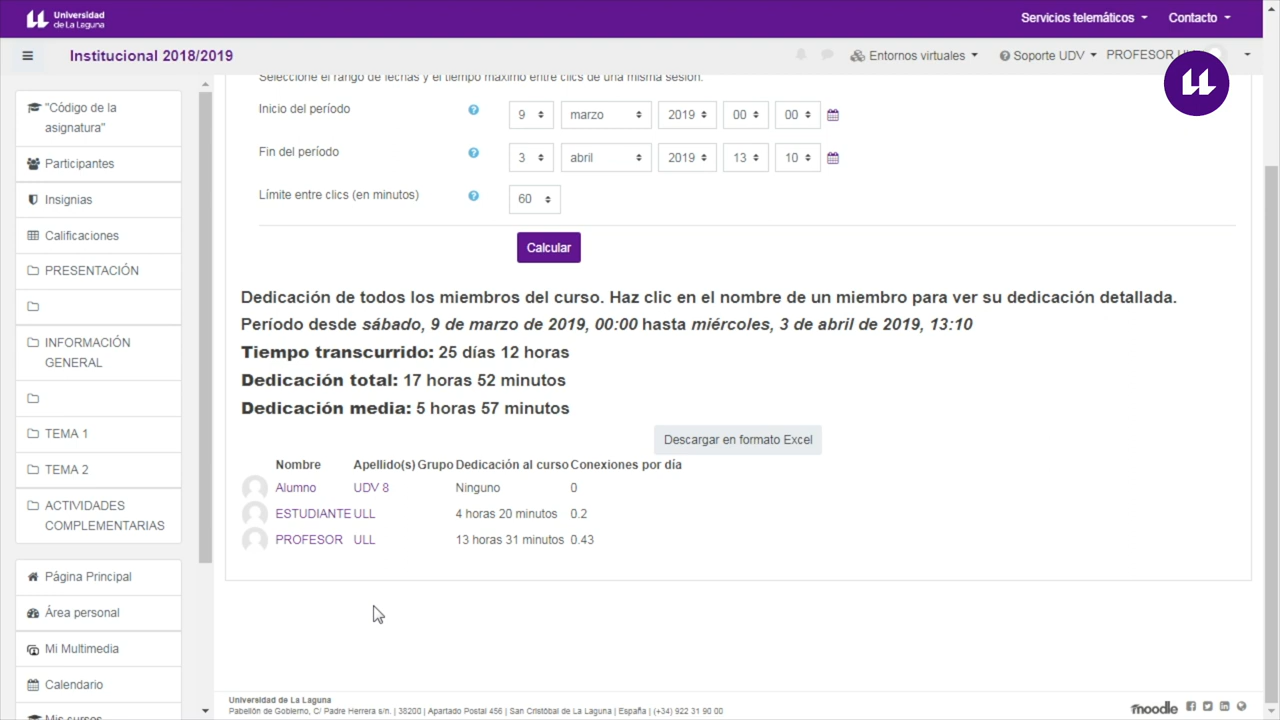 Universidad
de La Laguna
Servicios telemáticos
Contacto
Institucional 2018/2019
Entornos virtuales
Soporte UDV
PROFESOR
"Código de la
asignatura"
Participantes
Insignias
Calificaciones
PRESENTACIÓN
INFORMACIÓN
GENERAL
TEMA 1
TEMA 2
ACTIVIDADES
COMPLEMENTARIAS
Página Principal
Área personal
Mi Multimedia
Calendario
Mis cursos
Seleccione el rango de fechas y el tiempo máximo entre clics de una misma sesión.
Inicio del período 9 marzo 2019 00 00
Fin del período 3 abril 2019 13 10
Límite entre clics (en minutos) 60
Calcular
Dedicación de todos los miembros del curso. Haz clic en el nombre de un miembro para ver su dedicación detallada.
Período desde sábado, 9 de marzo de 2019, 00:00 hasta miércoles, 3 de abril de 2019, 13:10
Tiempo transcurrido: 25 días 12 horas
Dedicación total: 17 horas 52 minutos
Dedicación media: 5 horas 57 minutos
Descargar en formato Excel
Nombre Apellido(s) Grupo Dedicación al curso Conexiones por día
Alumno UDV 8 Ninguno 0
ESTUDIANTE ULL 4 horas 20 minutos 0.2
PROFESOR ULL 13 horas 31 minutos 0.43
Universidad de La Laguna
Pabellón de Gobierno, C/ Padre Herrera s/n. | 38200 | Apartado Postal 456 | San Cristóbal de La Laguna | España | (+34) 922 31 90 00
moodle